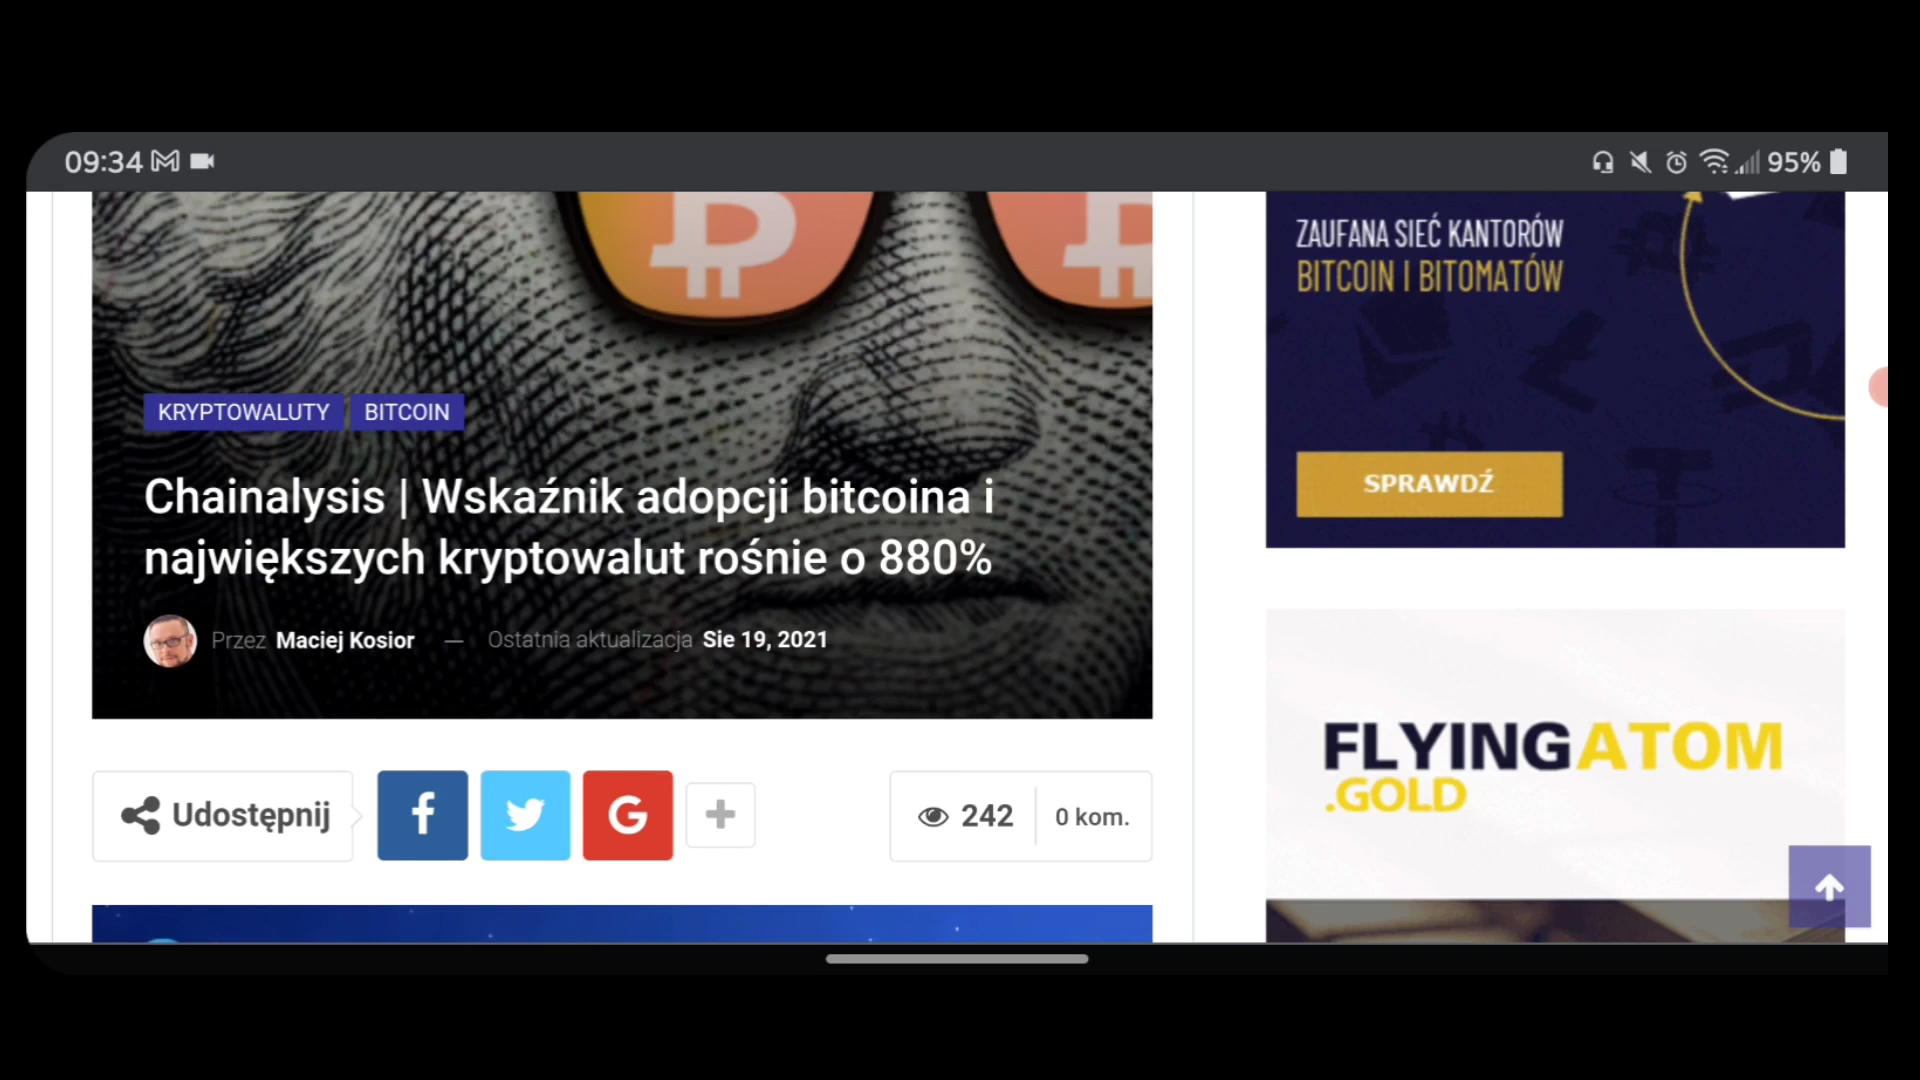 09:34
95%
KRYPTOWALUTY BITCOIN
Chainalysis | Wskaźnik adopcji bitcoina i
największych kryptowalut rośnie o 880%
Przez Maciej Kosior — Ostatnia aktualizacja Sie 19, 2021
Udostępnij
242
0 kom.
ZAUFANA SIEĆ KANTORÓW
BITCOIN I BITOMATÓW
SPRAWDŹ
FLYINGATOM
.GOLD